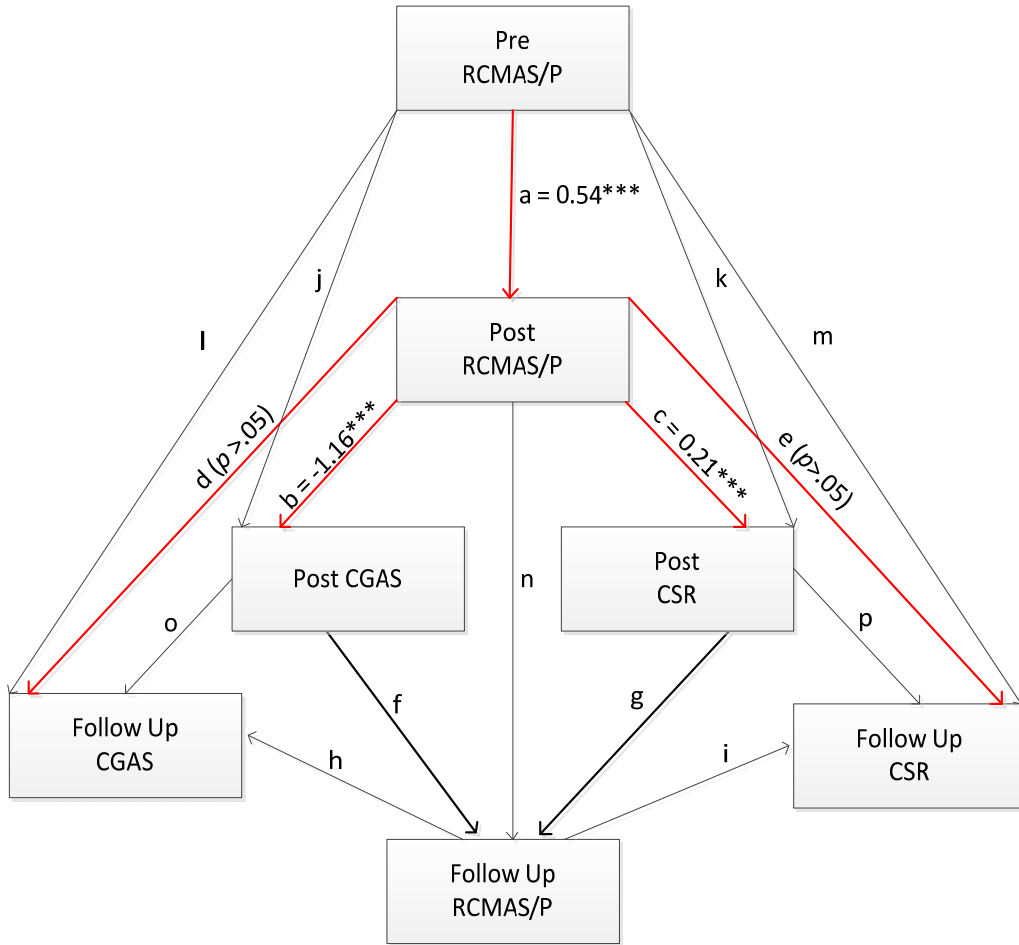 Pre
RCMAS/P
a = 0.54***
j
k
l
m
Post
RCMAS/P
d (p >.05)
b = -1.16***
c = 0.21***
e (p>.05)
Post CGAS
n
Post
CSR
o
p
f
g
Follow Up
CGAS
h
i
Follow Up
CSR
Follow Up
RCMAS/P